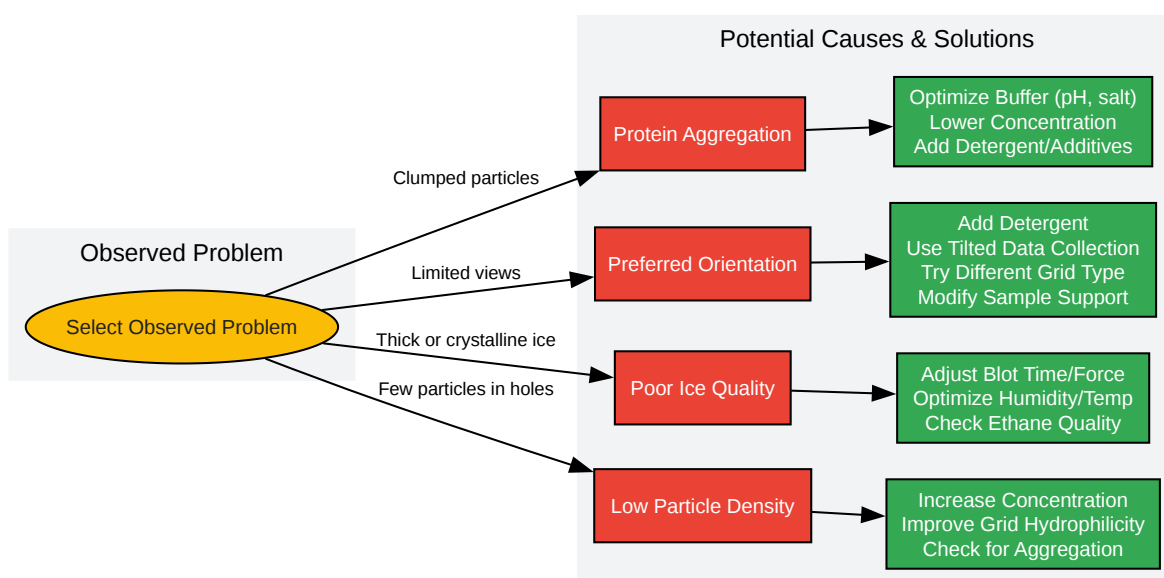 Potential Causes & Solutions
Optimize Buffer (pH, salt)
Lower Concentration
Add Detergent/Additives
Protein Aggregation
Clumped particles
Observed Problem
Select Observed Problem
Limited views
Preferred Orientation
Add Detergent
Use Tilted Data Collection
Try Different Grid Type
Modify Sample Support
Thick or crystalline ice
Poor Ice Quality
Adjust Blot Time/Force
Optimize Humidity/Temp
Check Ethane Quality
Few particles in holes
Low Particle Density
Increase Concentration
Improve Grid Hydrophilicity
Check for Aggregation